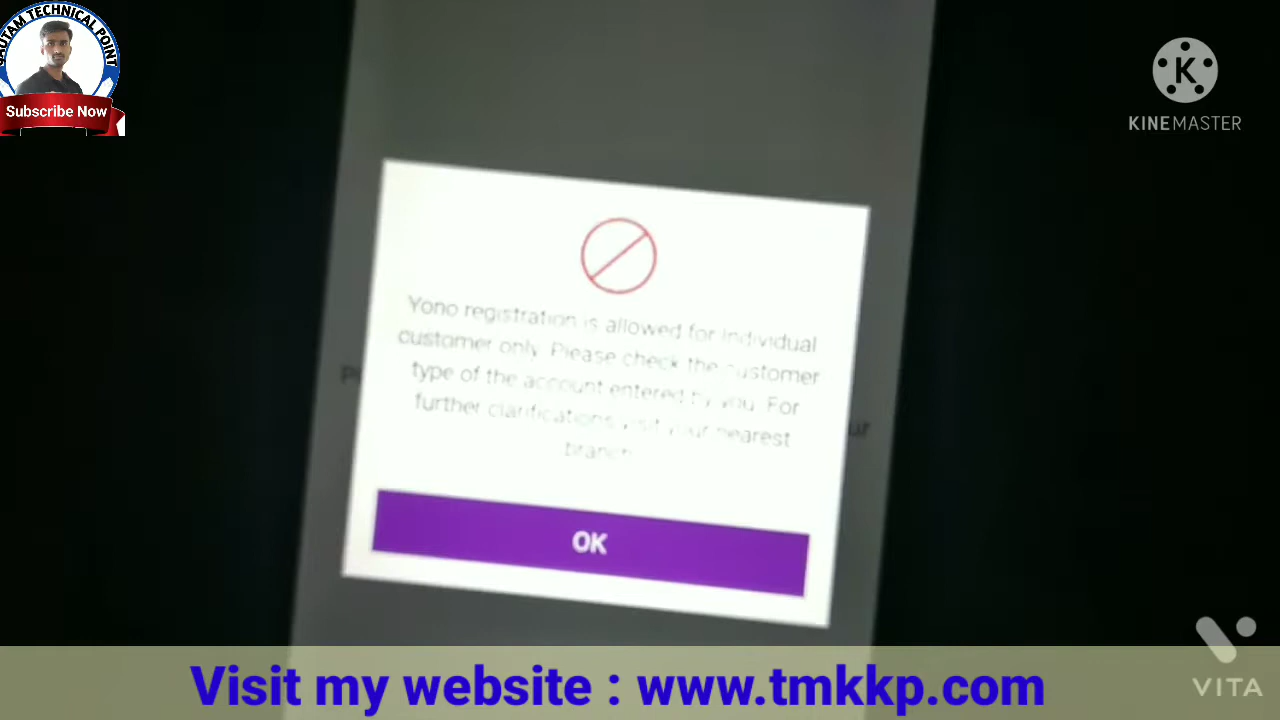 GAUTAM TECHNICAL POINT
Subscribe Now
K
KINEMASTER
Yono registration is allowed for Individual
customer only. Please check the customer
type of the account entered by you. For
further clarifications visit your nearest
branch
OK
Visit my website : www.tmkkp.com
VITA